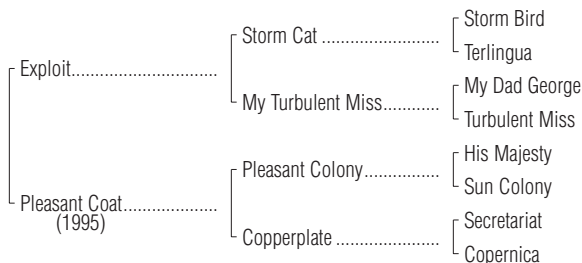 Storm Bird
Storm Cat ........................
Terlingua
Exploit..............................
My Dad George
My Turbulent Miss............
Turbulent Miss
His Majesty
Pleasant Colony................
Sun Colony
Pleasant Coat...................
(1995)
Secretariat
Copperplate .....................
Copernica